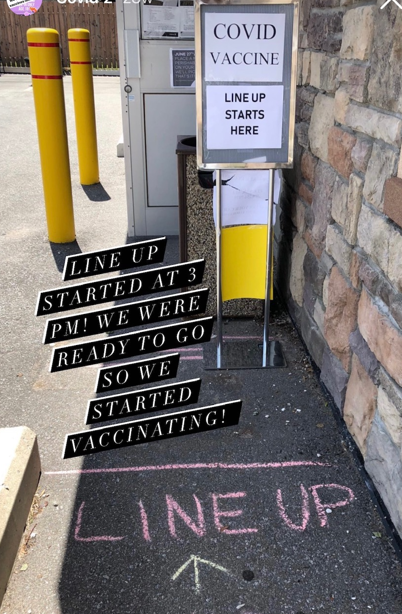 COVID
VACCINE
LINE UP
STARTS
HERE
LINE UP
STARTED AT 3
PM! WE WERE
READY TO GO
SO WE
STARTED
VACCINATING!
LINE UP